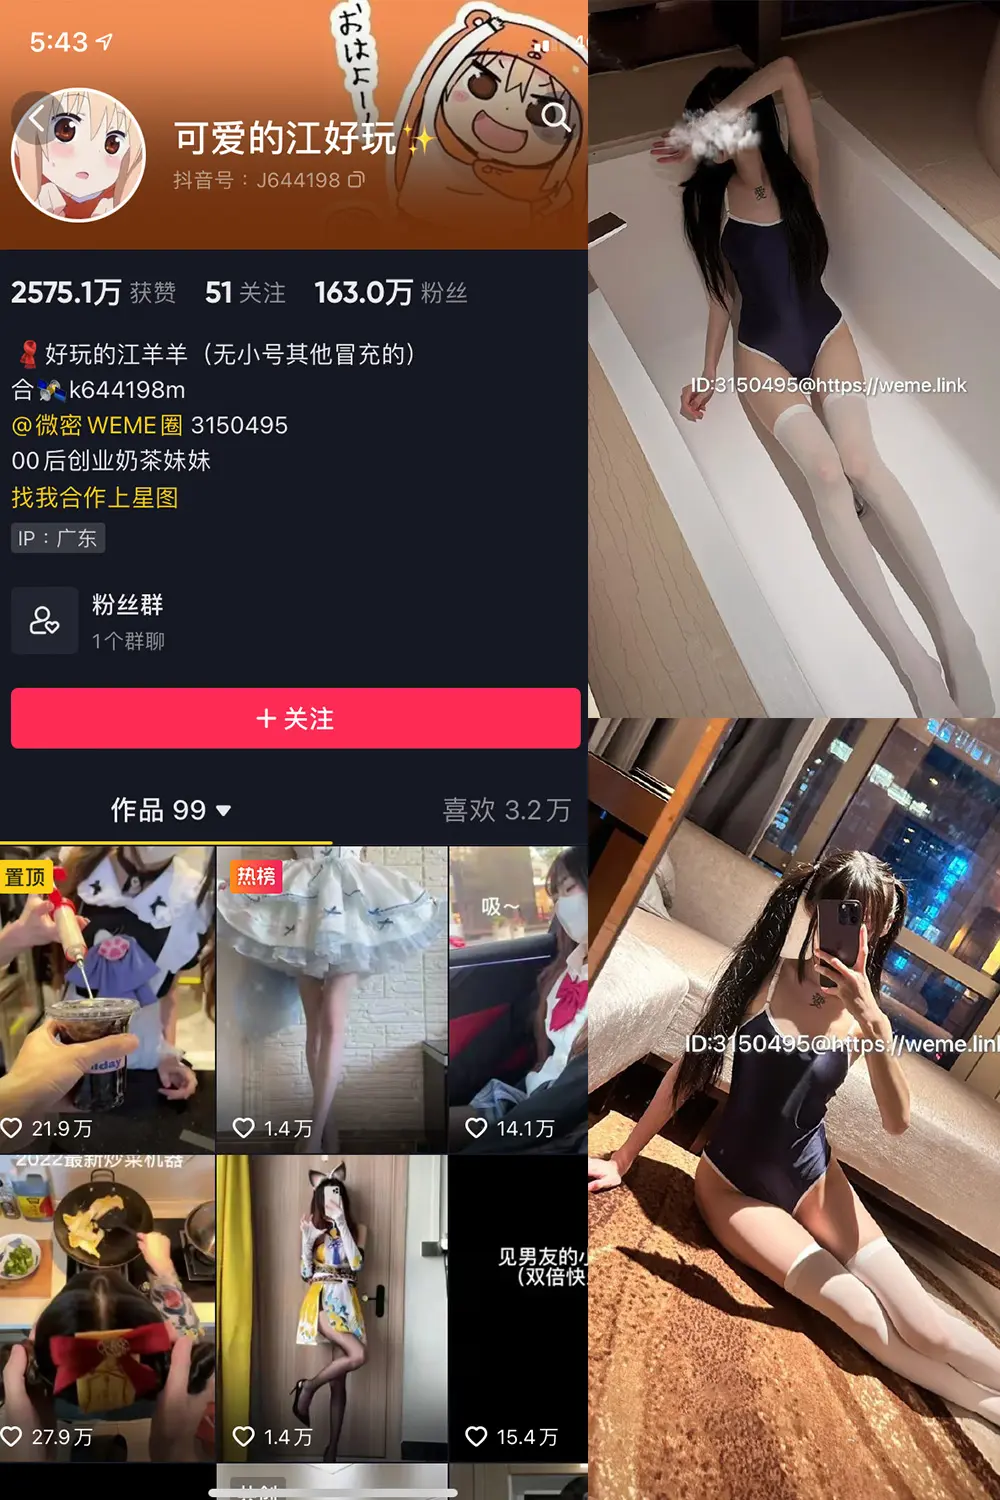 おはよー
5:43
可爱的江好玩✨
抖音号：J644198
2575.1万 获赞 51 关注 163.0万 粉丝
好玩的江羊羊（无小号其他冒充的）
合🛰️k644198m
@微密 WEME圈 3150495
00后创业奶茶妹妹
找我合作上星图
IP：广东
粉丝群
1个群聊
+ 关注
作品 99 喜欢 3.2万
置顶
热榜
吸～
21.9万
1.4万
14.1万
2022最新炒菜机器
见男友的
（双倍快
27.9万
1.4万
15.4万
愛
ID:3150495@https://weme.link
愛
ID:3150495@https://weme.lin